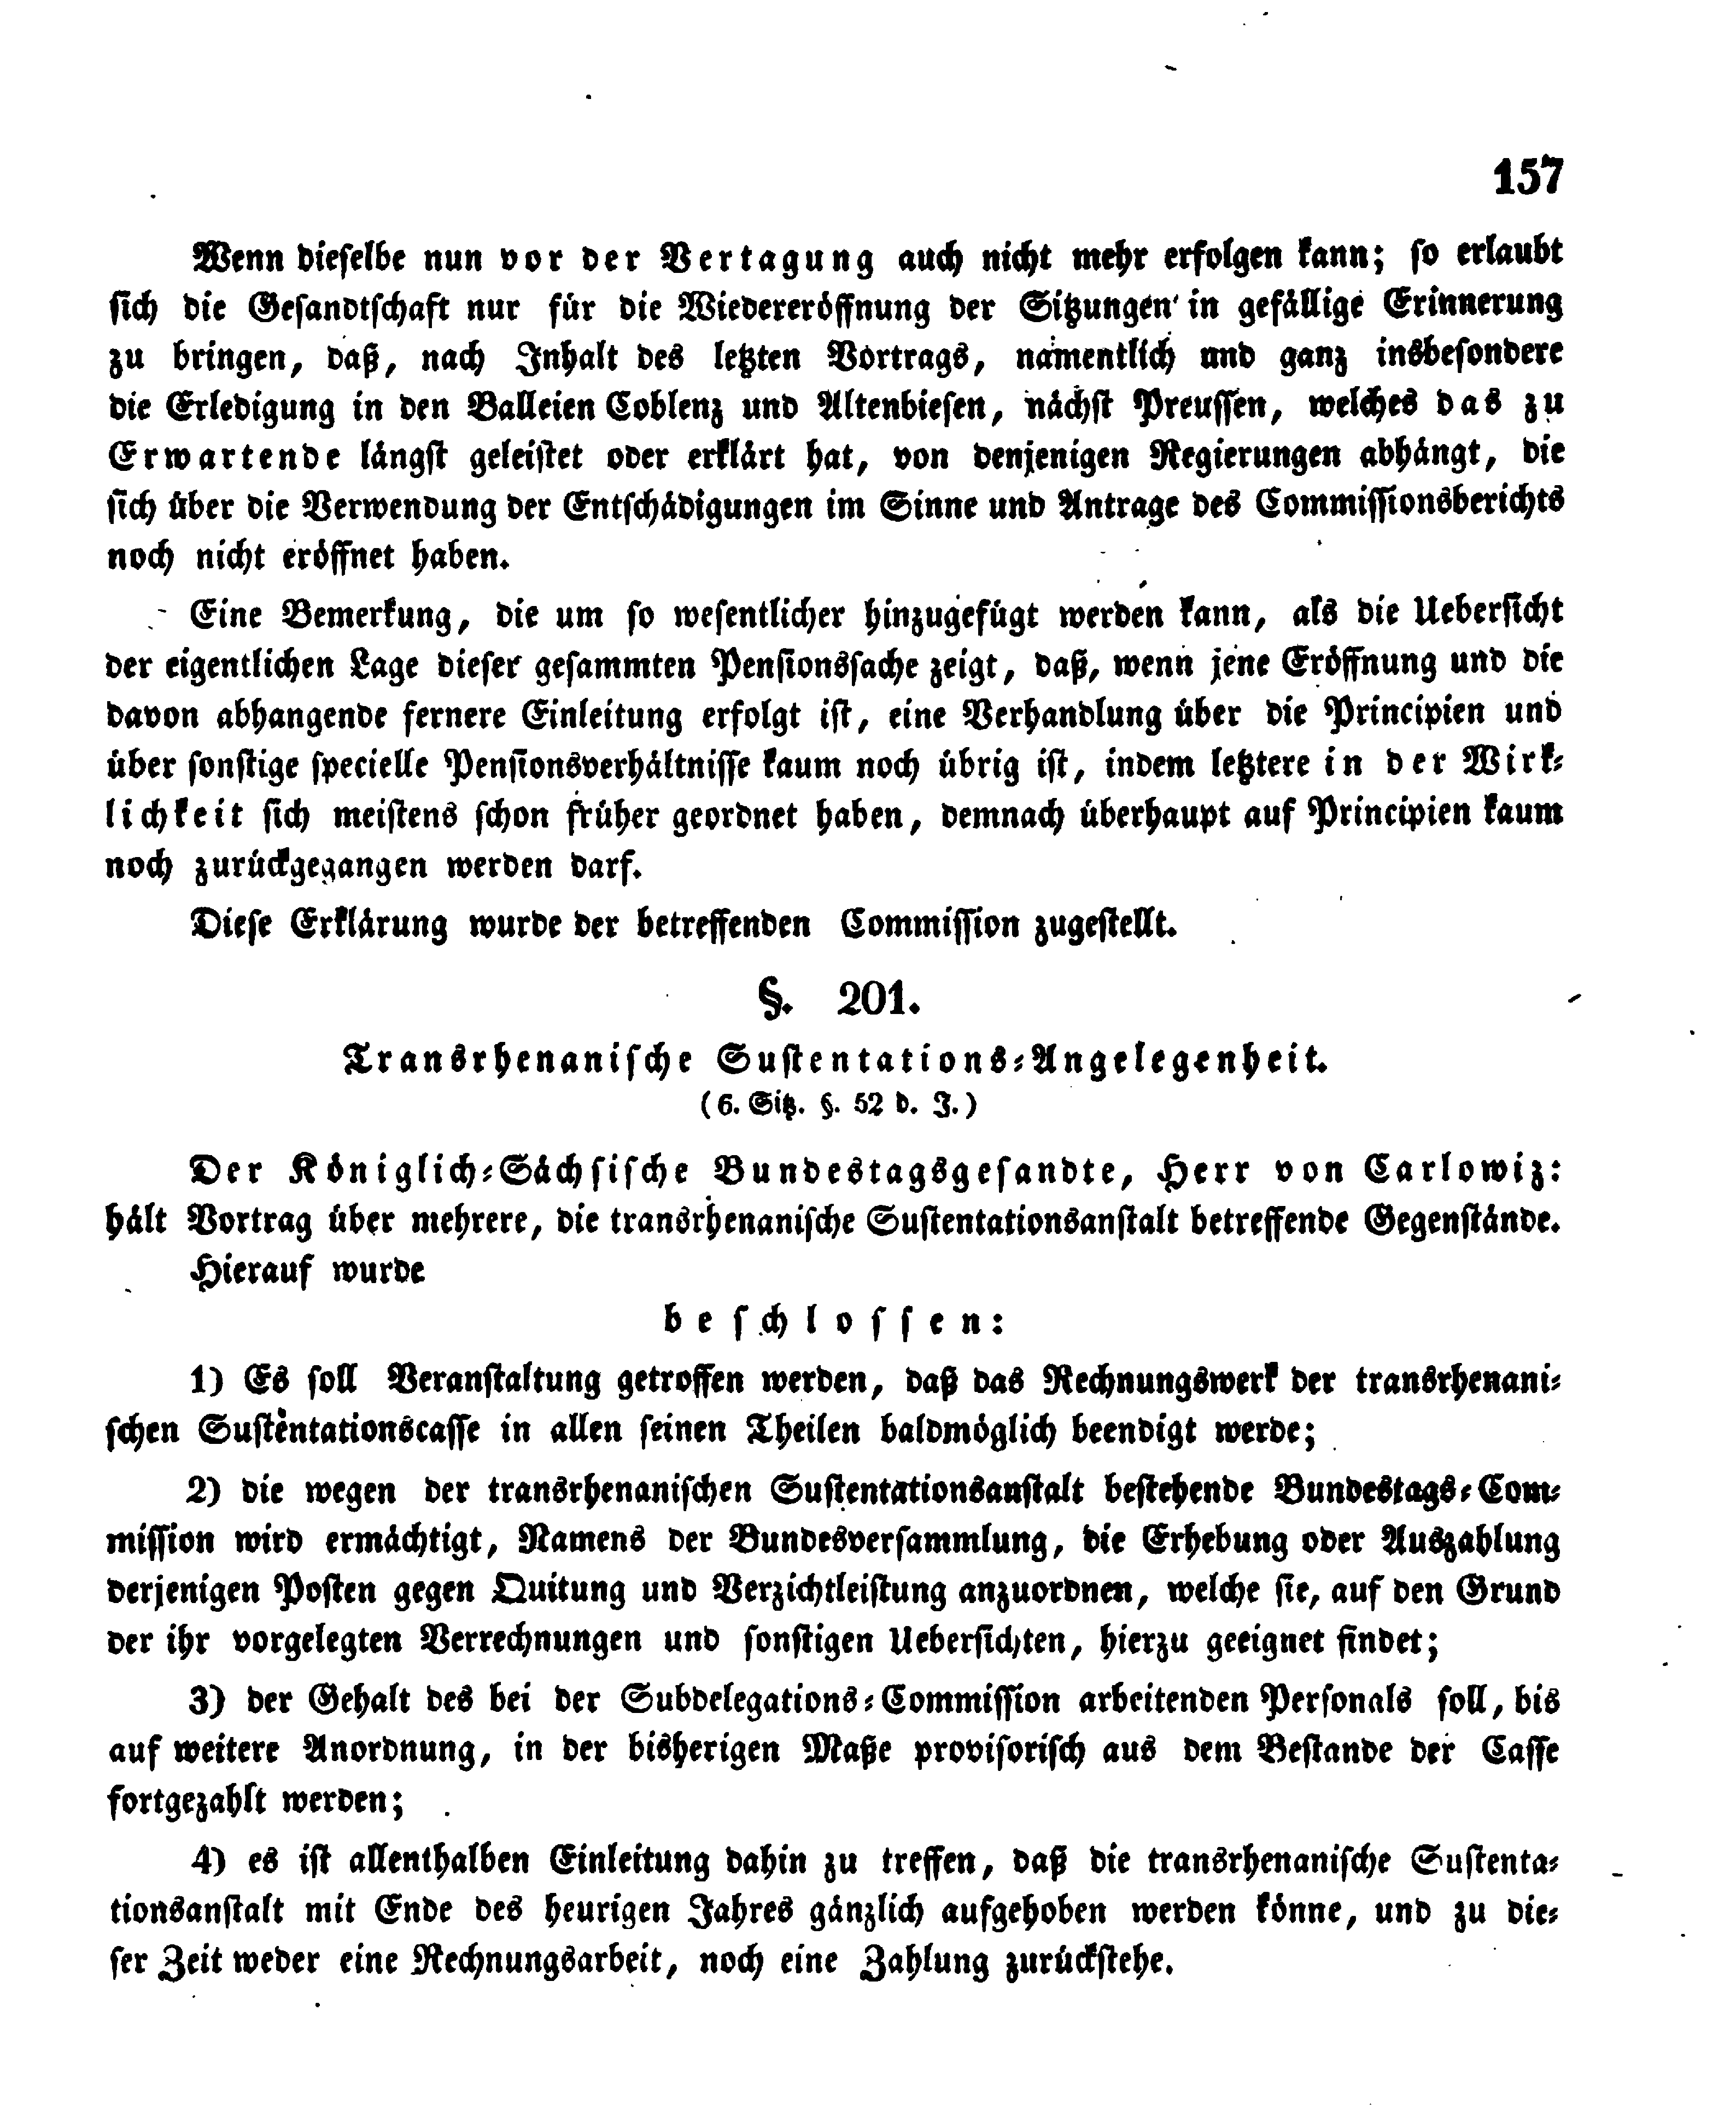 157
Wenn dieselbe nun vor der Vertagung auch nicht mehr erfolgen kann; so erlaubt
sich die Gesandtschaft nur für die Wiedereröffnung der Sitzungen in gefällige Erinnerung
zu bringen, daß, nach Inhalt des letzten Vortrags, namentlich und ganz insbesondere
die Erledigung in den Balleien Coblenz und Altenbiesen, nächst Preussen, welches das zu
Erwartende längst geleistet oder erklärt hat, von denjenigen Regierungen abhängt, die
sich über die Verwendung der Entschädigungen im Sinne und Antrage des Commissionsberichts
noch nicht eröffnet haben.
Eine Bemerkung, die um so wesentlicher hinzugefügt werden kann, als die Uebersicht
der eigentlichen Lage dieser gesammten Pensionssache zeigt, daß, wenn jene Eröffnung und die
davon abhangende fernere Einleitung erfolgt ist, eine Verhandlung über die Principien und
über sonstige specielle Pensionsverhältnisse kaum noch übrig ist, indem letztere in der Wirk-
lichkeit sich meistens schon früher geordnet haben, demnach überhaupt auf Principien kaum
noch zurückgegangen werden darf.
Diese Erklärung wurde der betreffenden Commission zugestellt.
§. 201.
Transrhenanische Sustentations-Angelegenheit.
(6. Sitz. §. 52 d. J.)
Der Königlich-Sächsische Bundestagsgesandte, Herr von Carlowiz:
hält Vortrag über mehrere, die transrhenanische Sustentationsanstalt betreffende Gegenstände.
Hierauf wurde
beschlossen:
1) Es soll Veranstaltung getroffen werden, daß das Rechnungswerk der transrhenani-
schen Sustentationscasse in allen seinen Theilen baldmöglich beendigt werde;
2) die wegen der transrhenanischen Sustentationsanstalt bestehende Bundestags-Com-
mission wird ermächtigt, Namens der Bundesversammlung, die Erhebung oder Auszahlung
derjenigen Posten gegen Quitung und Verzichtleistung anzuordnen, welche sie, auf den Grund
der ihr vorgelegten Verrechnungen und sonstigen Uebersichten, hierzu geeignet findet;
3) der Gehalt des bei der Subdelegations-Commission arbeitenden Personals soll, bis
auf weitere Anordnung, in der bisherigen Maße provisorisch aus dem Bestande der Casse
fortgezahlt werden;
4) es ist allenthalben Einleitung dahin zu treffen, daß die transrhenanische Sustenta-
tionsanstalt mit Ende des heurigen Jahres gänzlich aufgehoben werden könne, und zu die-
ser Zeit weder eine Rechnungsarbeit, noch eine Zahlung zurückstehe.